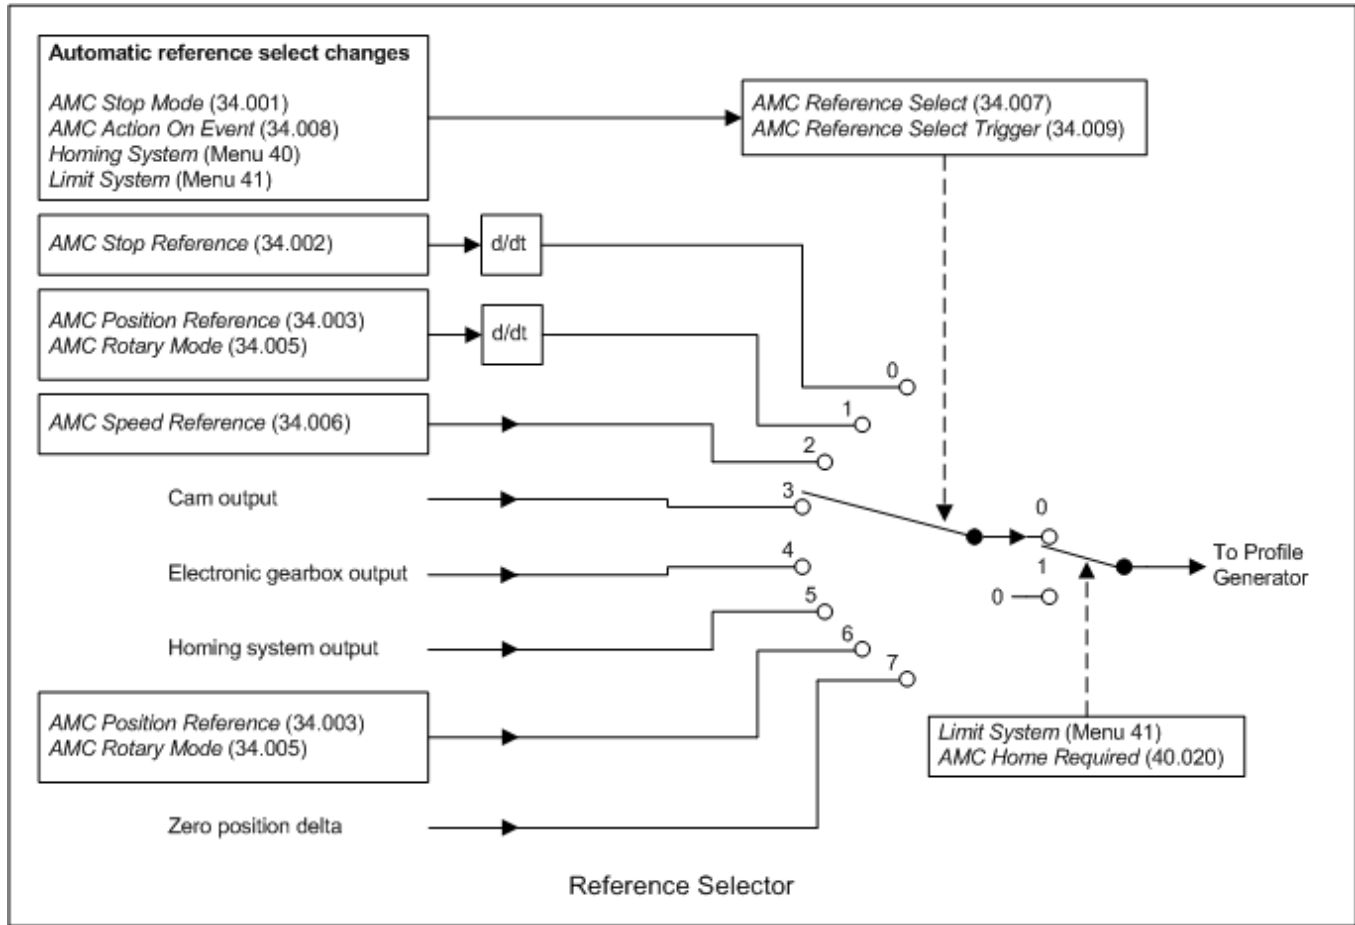 Automatic reference select changes
AMC Stop Mode (34.001)
AMC Action On Event (34.008)
Homing System (Menu 40)
Limit System (Menu 41)
AMC Reference Select (34.007)
AMC Reference Select Trigger (34.009)
AMC Stop Reference (34.002)
d/dt
AMC Position Reference (34.003)
AMC Rotary Mode (34.005)
d/dt
0
1
AMC Speed Reference (34.006)
2
Cam output
3
0
Electronic gearbox output
4
1
0
To Profile
Generator
5
Homing system output
6
7
AMC Position Reference (34.003)
AMC Rotary Mode (34.005)
Limit System (Menu 41)
AMC Home Required (40.020)
Zero position delta
Reference Selector